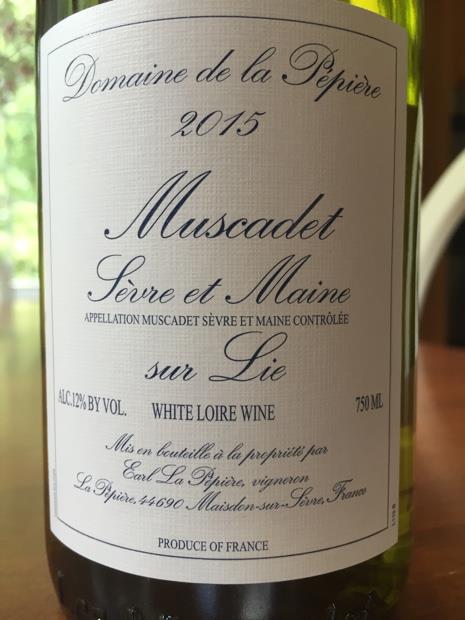 Domaine de la Pépière
2015
Muscadet
Sèvre et Maine
APPELLATION MUSCADET SÈVRE ET MAINE CONTRÔLÉE
sur Lie
ALC.12% BY VOL. WHITE LOIRE WINE 750 ML
Mis en bouteille à la propriété par
Earl La Pépière, vigneron
La Pépière, 44690 Maisdon-sur-Sèvre, France
PRODUCE OF FRANCE